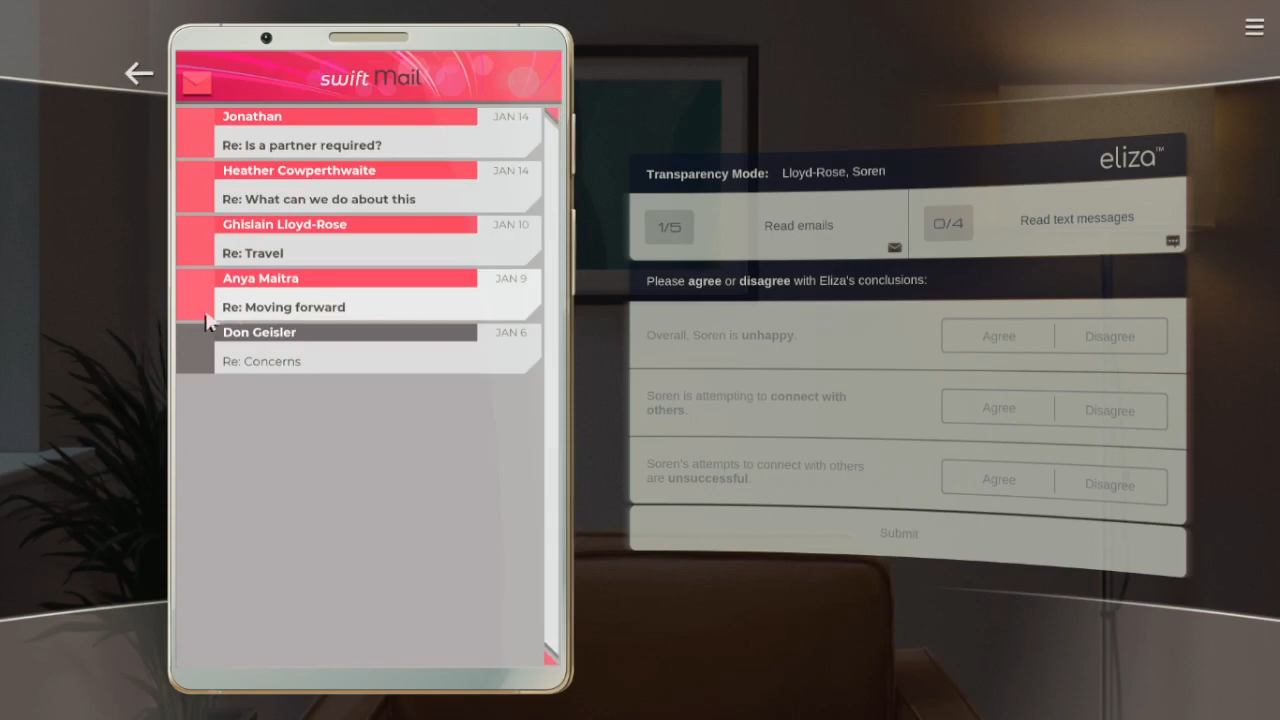 swift Mail
Jonathan JAN 14
Re: Is a partner required?
Heather Cowperthwaite JAN 14
Re: What can we do about this
Ghislain Lloyd-Rose JAN 10
Re: Travel
Anya Maitra JAN 9
Re: Moving forward
Don Geisler JAN 6
Re: Concerns
eliza™
Transparency Mode: Lloyd-Rose, Soren
1/5 Read emails
0/4 Read text messages
Please agree or disagree with Eliza's conclusions:
Overall, Soren is unhappy.
Agree Disagree
Soren is attempting to connect with
others.
Agree Disagree
Soren's attempts to connect with others
are unsuccessful.
Agree Disagree
Submit